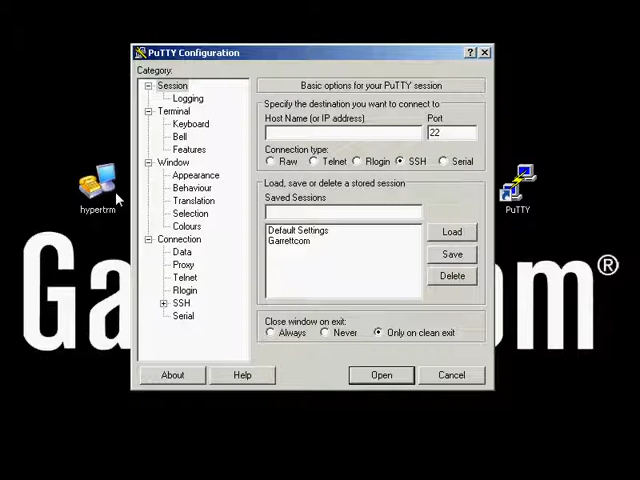 PuTTY Configuration
Category:
Session
Logging
Terminal
Keyboard
Bell
Features
Window
Appearance
Behaviour
Translation
Selection
Colours
Connection
Data
Proxy
Telnet
Rlogin
SSH
Serial
Basic options for your PuTTY session
Specify the destination you want to connect to
Host Name (or IP address) Port
22
Connection type:
Raw Telnet Rlogin SSH Serial
Load, save or delete a stored session
Saved Sessions
Default Settings
Garrettcom
Load
Save
Delete
Close window on exit:
Always Never Only on clean exit
About Help Open Cancel
hypertrm
PuTTY
Ga om®